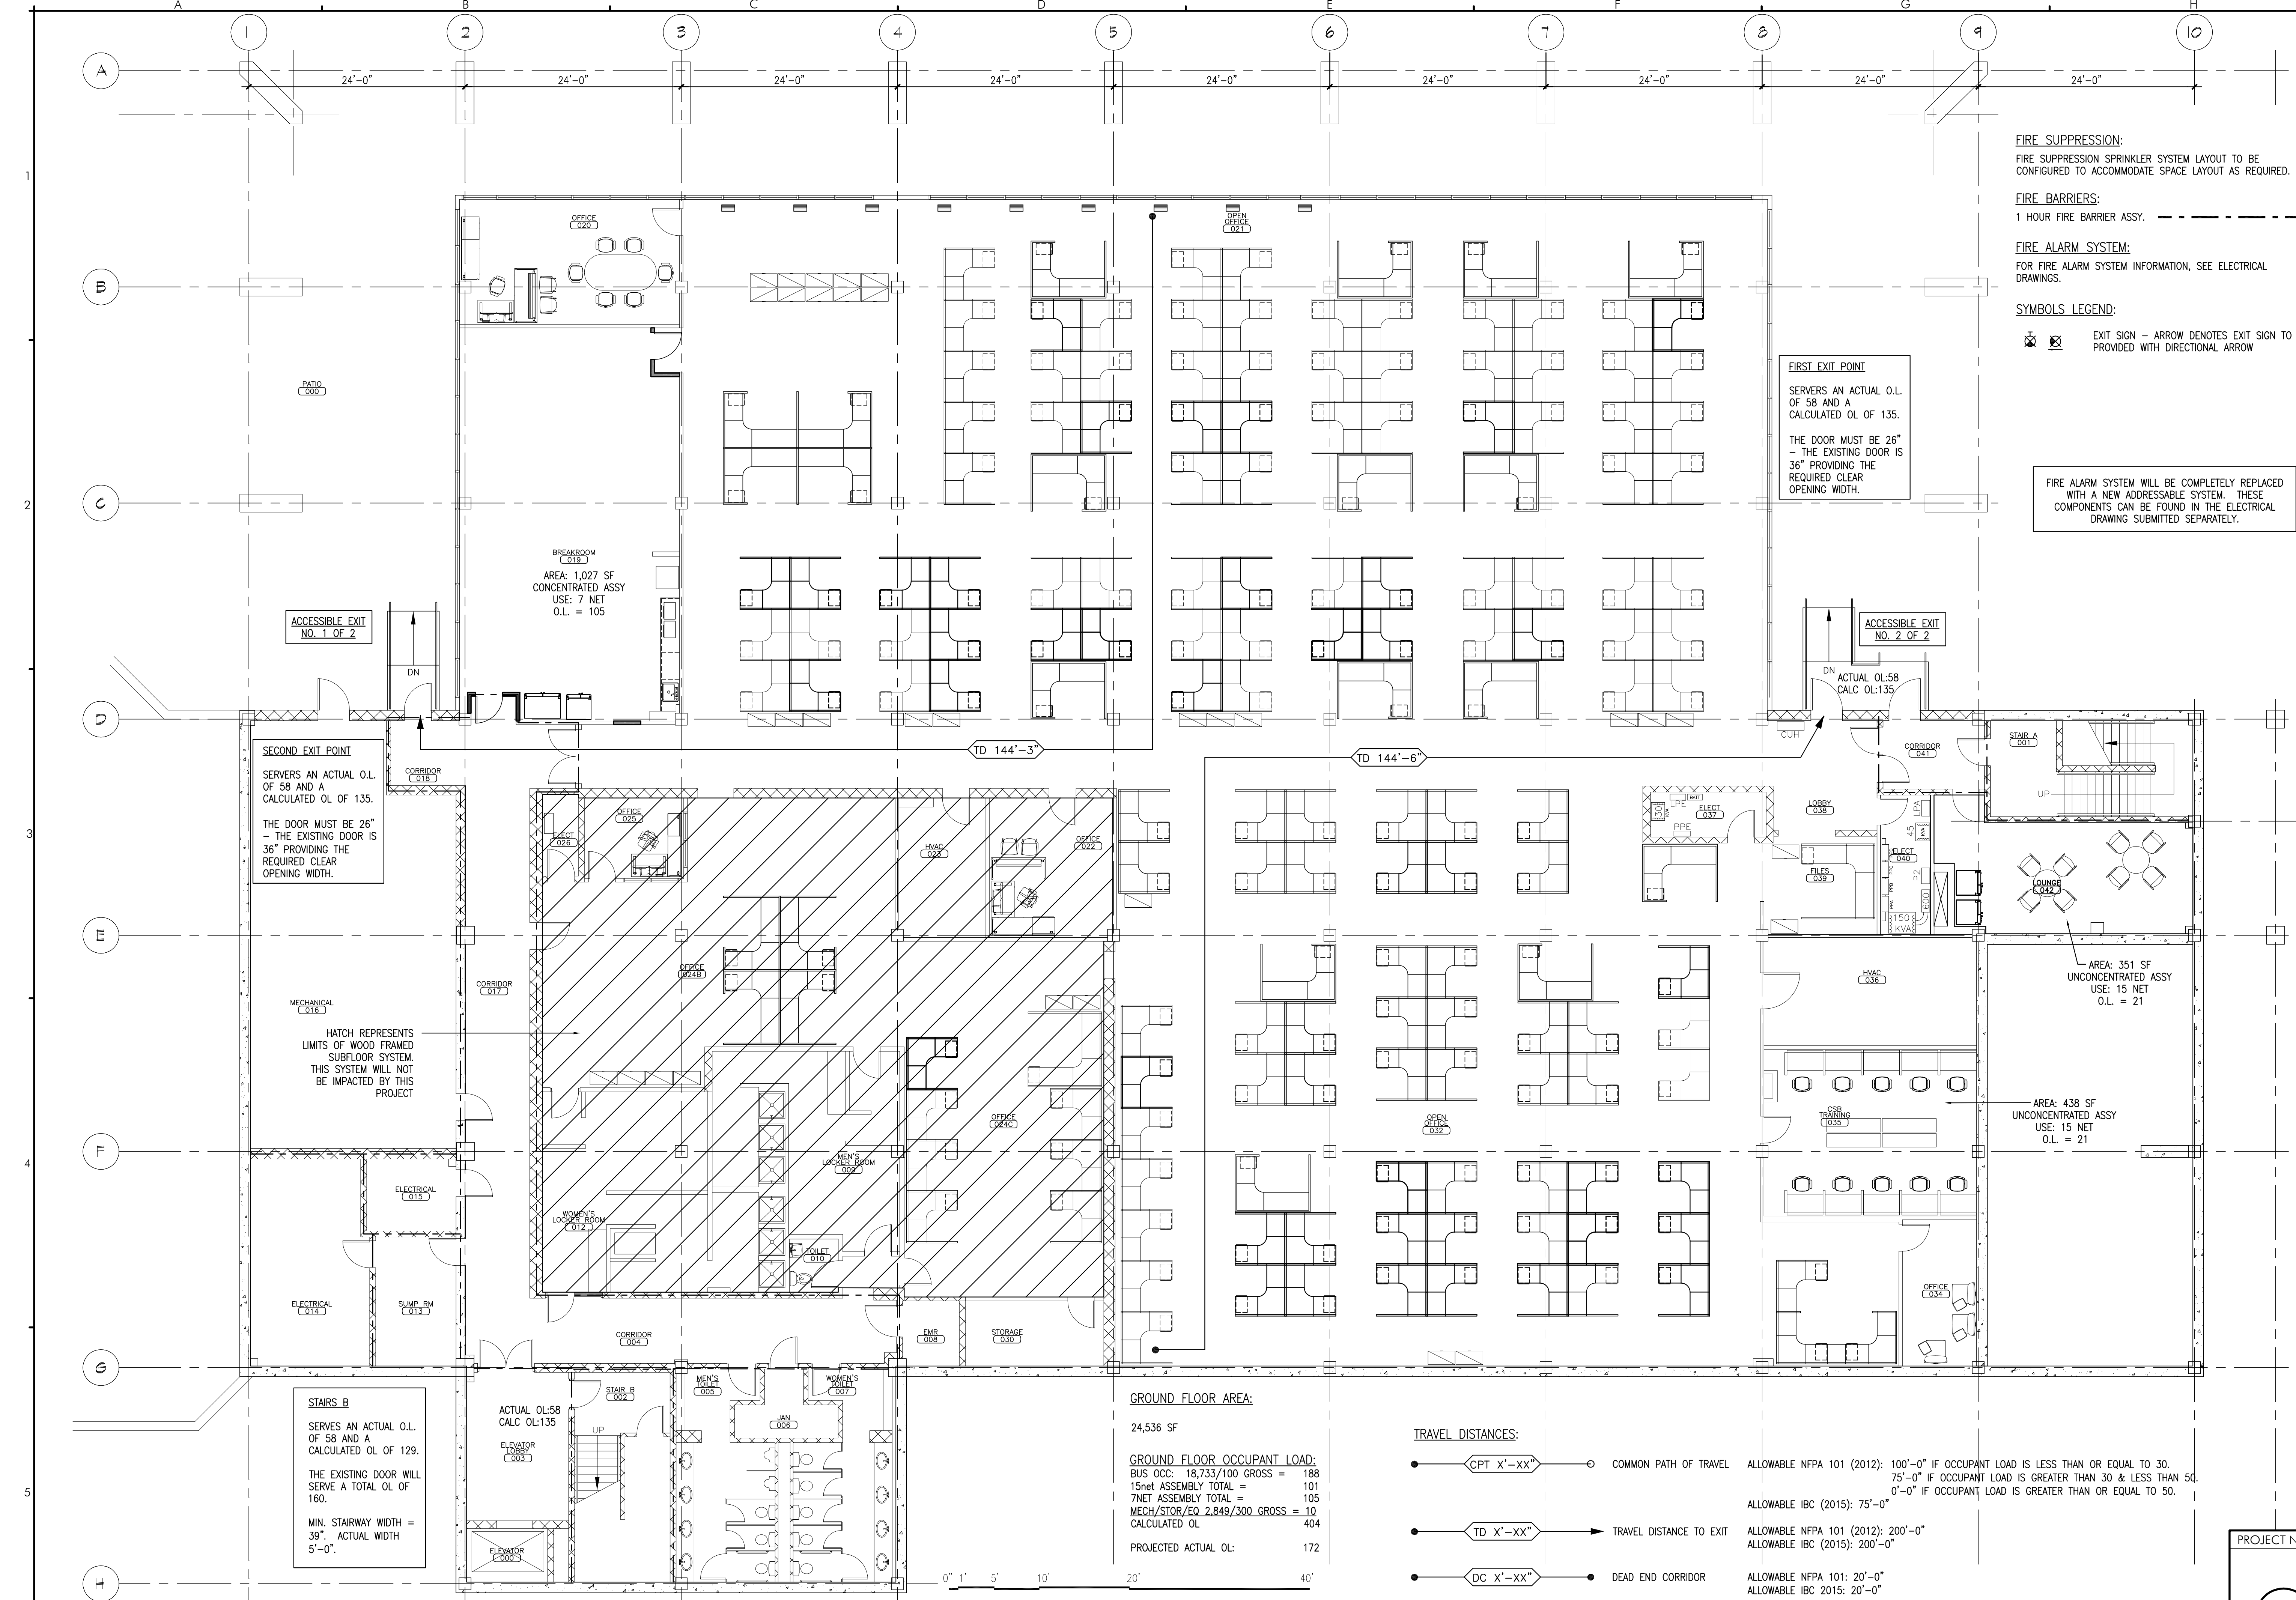 A B C D E F G H
1 2 3 4 5 6 7 8 9 10
A
24'-0" 24'-0" 24'-0" 24'-0" 24'-0" 24'-0" 24'-0" 24'-0" 24'-0"
FIRE SUPPRESSION:
FIRE SUPPRESSION SPRINKLER SYSTEM LAYOUT TO BE
CONFIGURED TO ACCOMMODATE SPACE LAYOUT AS REQUIRED.
FIRE BARRIERS:
1 HOUR FIRE BARRIER ASSY.
FIRE ALARM SYSTEM:
FOR FIRE ALARM SYSTEM INFORMATION, SEE ELECTRICAL
DRAWINGS.
SYMBOLS LEGEND:
EXIT SIGN – ARROW DENOTES EXIT SIGN TO
PROVIDED WITH DIRECTIONAL ARROW
FIRE ALARM SYSTEM WILL BE COMPLETELY REPLACED
WITH A NEW ADDRESSABLE SYSTEM. THESE
COMPONENTS CAN BE FOUND IN THE ELECTRICAL
DRAWING SUBMITTED SEPARATELY.
1
OFFICE
020
OPEN
OFFICE
021
B
PATIO
000
FIRST EXIT POINT
SERVERS AN ACTUAL O.L.
OF 58 AND A
CALCULATED OL OF 135.
THE DOOR MUST BE 26"
– THE EXISTING DOOR IS
36" PROVIDING THE
REQUIRED CLEAR
OPENING WIDTH.
2
C
BREAKROOM
019
AREA: 1,027 SF
CONCENTRATED ASSY
USE: 7 NET
O.L. = 105
ACCESSIBLE EXIT
NO. 1 OF 2
DN
ACCESSIBLE EXIT
NO. 2 OF 2
DN
ACTUAL OL:58
CALC OL:135
D
SECOND EXIT POINT
SERVERS AN ACTUAL O.L.
OF 58 AND A
CALCULATED OL OF 135.
THE DOOR MUST BE 26"
– THE EXISTING DOOR IS
36" PROVIDING THE
REQUIRED CLEAR
OPENING WIDTH.
CORRIDOR
018
TD 144'-3"
TD 144'-6"
CUH
CORRIDOR
041
STAIR A
001
UP
3
OFFICE
025
ELECT
026
HVAC
023
OFFICE
022
30
KVA
LPE
BATT
PPE
ELECT
037
LOBBY
038
LPA
45
KVA
ELECT
040
PPC
PPB
PPA
P2
600
150
KVA
FILES
039
LOUNGE
042
E
OFFICE
024B
CORRIDOR
017
MECHANICAL
016
HATCH REPRESENTS
LIMITS OF WOOD FRAMED
SUBFLOOR SYSTEM.
THIS SYSTEM WILL NOT
BE IMPACTED BY THIS
PROJECT
HVAC
036
AREA: 351 SF
UNCONCENTRATED ASSY
USE: 15 NET
O.L. = 21
OFFICE
024C
OPEN
OFFICE
032
CSB
TRAINING
035
AREA: 438 SF
UNCONCENTRATED ASSY
USE: 15 NET
O.L. = 21
4
F
MEN'S
LOCKER ROOM
009
ELECTRICAL
015
WOMEN'S
LOCKER ROOM
012
TOILET
010
ELECTRICAL
014
SUMP RM
013
CORRIDOR
004
EMR
008
STORAGE
030
OFFICE
034
G
STAIRS B
SERVES AN ACTUAL O.L.
OF 58 AND A
CALCULATED OL OF 129.
THE EXISTING DOOR WILL
SERVE A TOTAL OL OF
160.
MIN. STAIRWAY WIDTH =
39". ACTUAL WIDTH
5'-0".
ACTUAL OL:58
CALC OL:135
ELEVATOR
LOBBY
003
STAIR B
002
UP
MEN'S
TOILET
005
WOMEN'S
TOILET
007
JAN
006
ELEVATOR
000
5
H
GROUND FLOOR AREA:
24,536 SF
GROUND FLOOR OCCUPANT LOAD:
BUS OCC: 18,733/100 GROSS = 188
15net ASSEMBLY TOTAL = 101
7NET ASSEMBLY TOTAL = 105
MECH/STOR/EQ 2,849/300 GROSS = 10
CALCULATED OL 404
PROJECTED ACTUAL OL: 172
0" 1' 5' 10' 20' 40'
TRAVEL DISTANCES:
CPT X'-XX" COMMON PATH OF TRAVEL ALLOWABLE NFPA 101 (2012): 100'-0" IF OCCUPANT LOAD IS LESS THAN OR EQUAL TO 30.
75'-0" IF OCCUPANT LOAD IS GREATER THAN 30 & LESS THAN 50.
0'-0" IF OCCUPANT LOAD IS GREATER THAN OR EQUAL TO 50.
ALLOWABLE IBC (2015): 75'-0"
TD X'-XX" TRAVEL DISTANCE TO EXIT ALLOWABLE NFPA 101 (2012): 200'-0"
ALLOWABLE IBC (2015): 200'-0"
DC X'-XX" DEAD END CORRIDOR ALLOWABLE NFPA 101: 20'-0"
ALLOWABLE IBC 2015: 20'-0"
PROJECT N